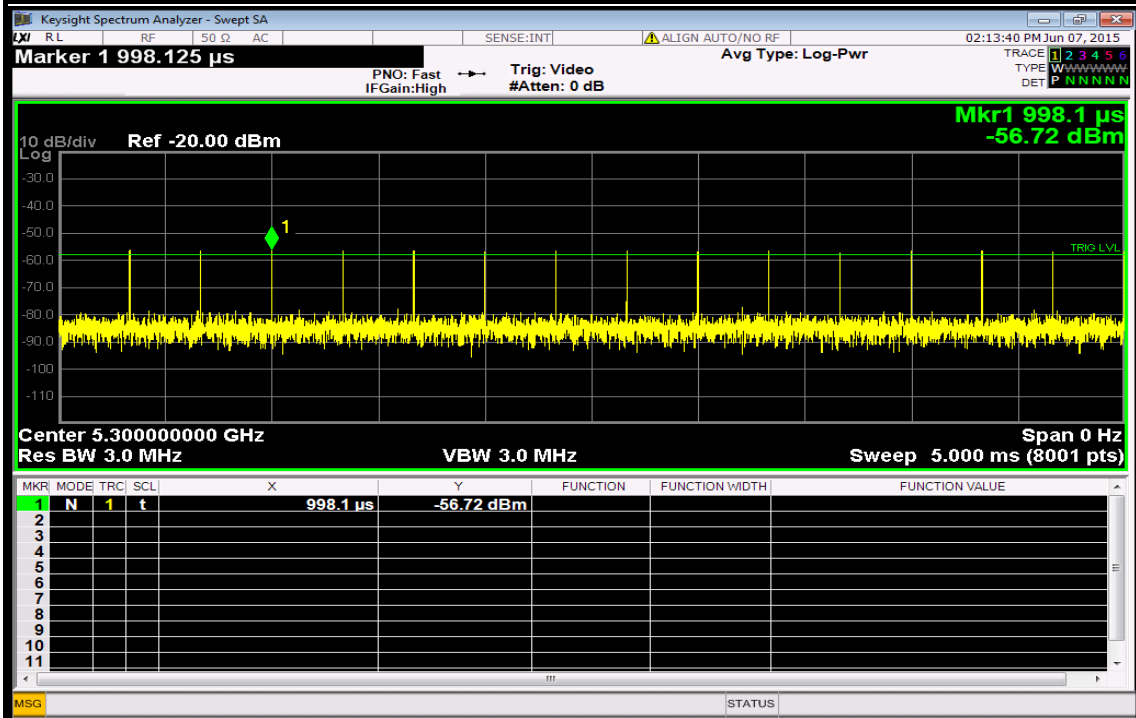 Keysight Spectrum Analyzer - Swept SA
LXI RL RF 50 Ω AC SENSE:INT ALIGN AUTO/NO RF 02:13:40 PM Jun 07, 2015
Marker 1 998.125 µs
PNO: Fast
IFGain:High
Trig: Video
#Atten: 0 dB
Avg Type: Log-Pwr
TRACE 1 2 3 4 5 6
TYPE WWWWWW
DET P N N N N N
Mkr1 998.1 µs
-56.72 dBm
10 dB/div Ref -20.00 dBm
Log
-30.0
-40.0
-50.0
1
TRIG LVL
-60.0
-70.0
-80.0
-90.0
-100
-110
Center 5.300000000 GHz Span 0 Hz
Res BW 3.0 MHz VBW 3.0 MHz Sweep 5.000 ms (8001 pts)
MKR MODE TRC SCL X Y FUNCTION FUNCTION WIDTH FUNCTION VALUE
1 N 1 t 998.1 µs -56.72 dBm
2
3
4
5
6
7
8
9
10
11
MSG STATUS